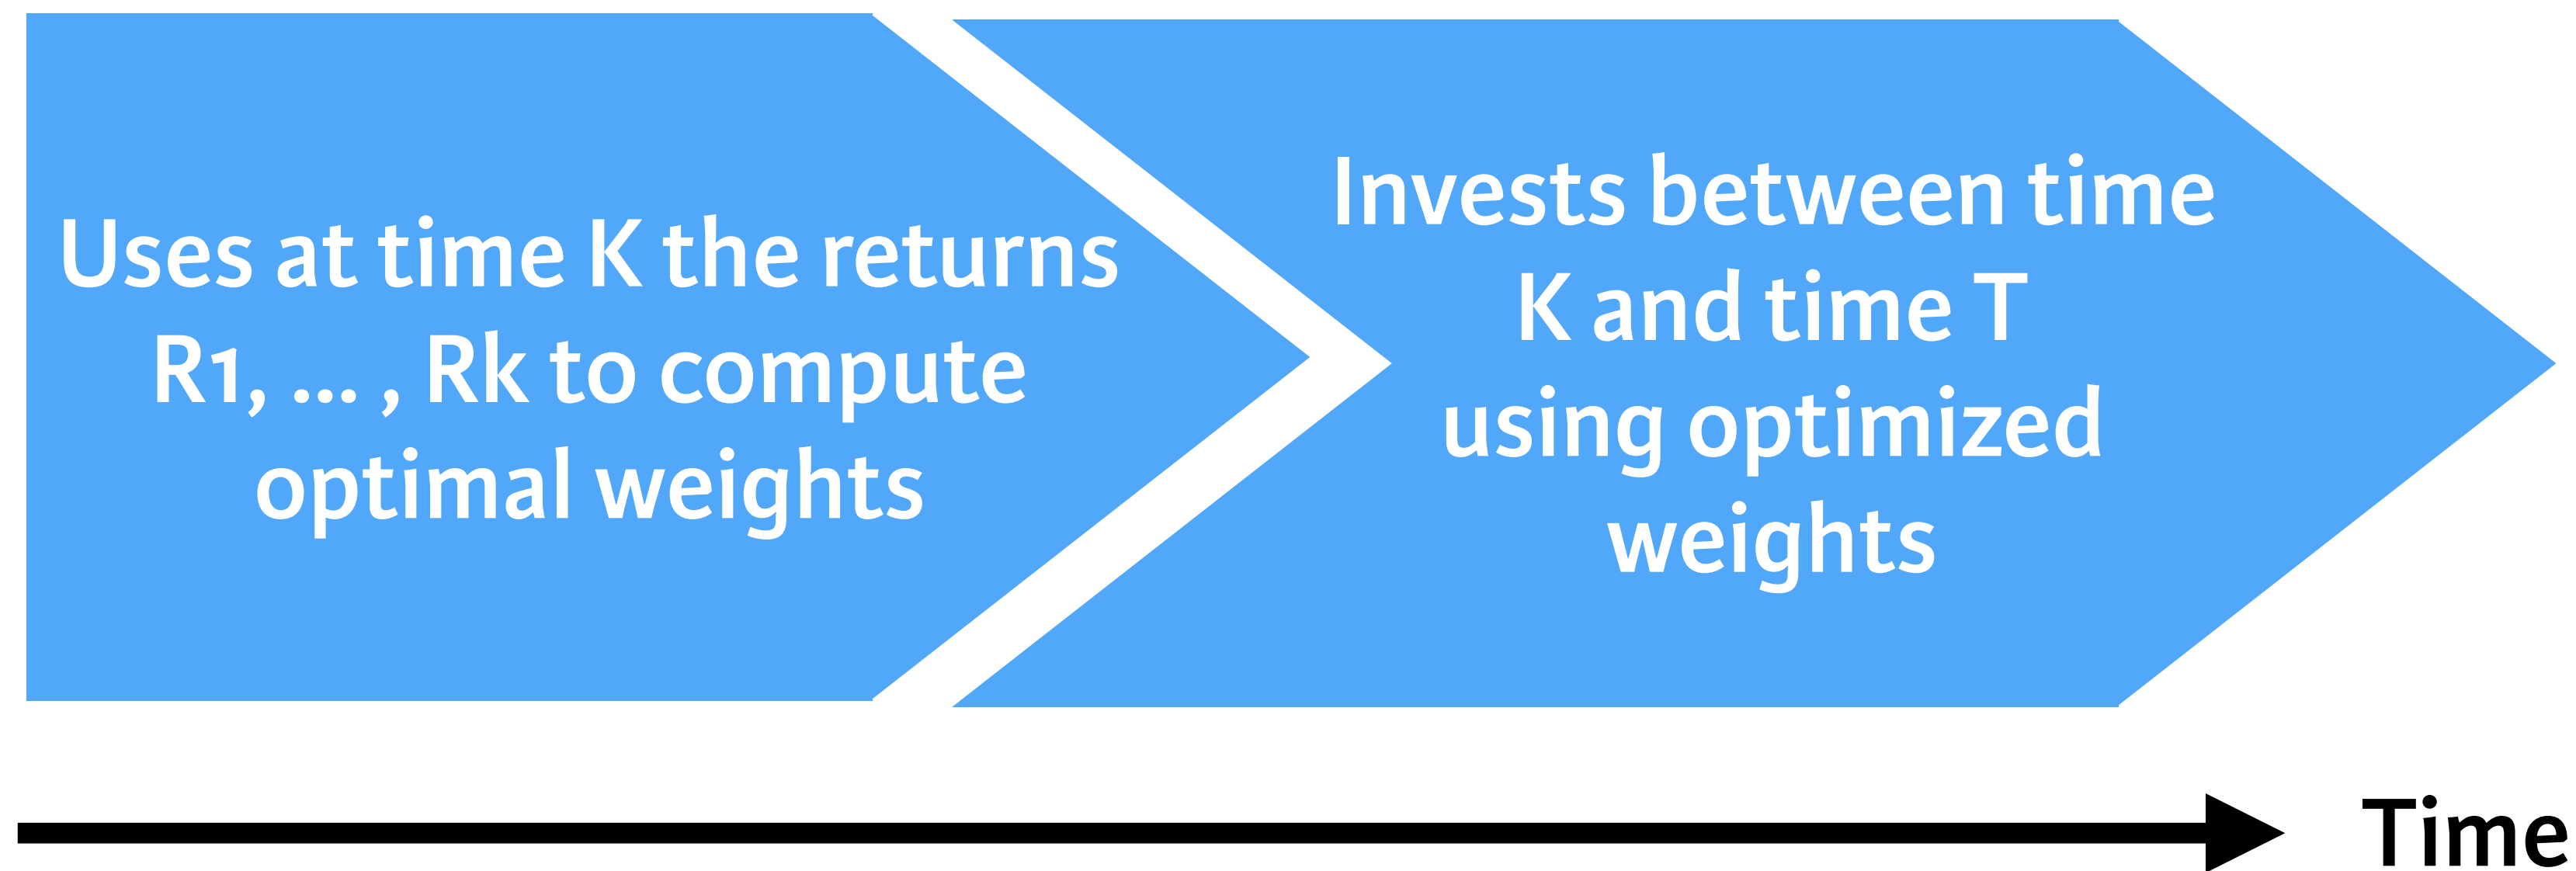 Uses at time K the returns
R1, ... , Rk to compute
optimal weights
Invests between time
K and time T
using optimized
weights
Time